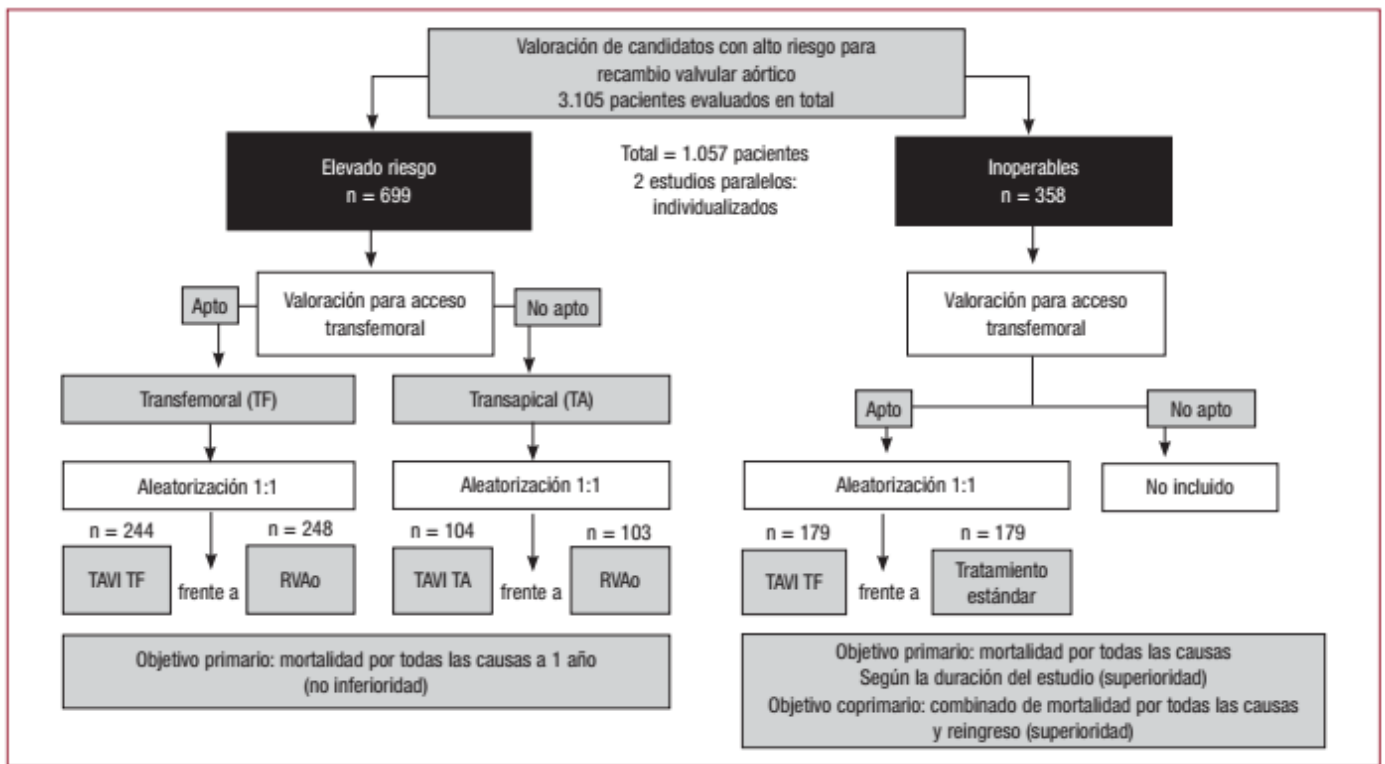 Valoración de candidatos con alto riesgo para
recambio valvular aórtico
3.105 pacientes evaluados en total
Elevado riesgo
n = 699
Total = 1.057 pacientes
2 estudios paralelos:
individualizados
Inoperables
n = 358
Apto
Valoración para acceso
transfemoral
No apto
Valoración para acceso
transfemoral
Transfemoral (TF)
Transapical (TA)
Apto
No apto
Aleatorización 1:1
Aleatorización 1:1
Aleatorización 1:1
No incluido
n = 244
n = 248
n = 104
n = 103
n = 179
n = 179
TAVI TF
frente a
RVAo
TAVI TA
frente a
RVAo
TAVI TF
frente a
Tratamiento
estándar
Objetivo primario: mortalidad por todas las causas a 1 año
(no inferioridad)
Objetivo primario: mortalidad por todas las causas
Según la duración del estudio (superioridad)
Objetivo coprimario: combinado de mortalidad por todas las causas
y reingreso (superioridad)